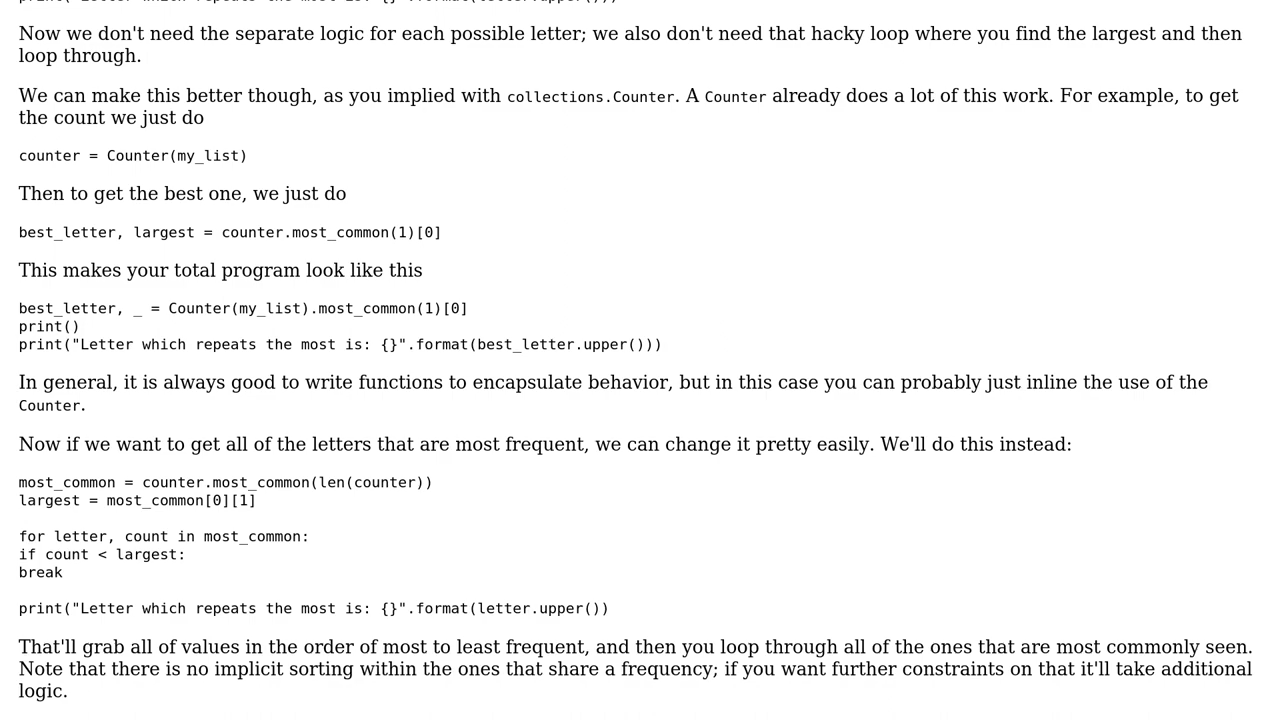 print("Letter which repeats the most is: {}".format(letter.upper()))
Now we don't need the separate logic for each possible letter; we also don't need that hacky loop where you find the largest and then
loop through.
We can make this better though, as you implied with collections.Counter. A Counter already does a lot of this work. For example, to get
the count we just do
counter = Counter(my_list)
Then to get the best one, we just do
best_letter, largest = counter.most_common(1)[0]
This makes your total program look like this
best_letter, _ = Counter(my_list).most_common(1)[0]
print()
print("Letter which repeats the most is: {}".format(best_letter.upper()))
In general, it is always good to write functions to encapsulate behavior, but in this case you can probably just inline the use of the
Counter.
Now if we want to get all of the letters that are most frequent, we can change it pretty easily. We'll do this instead:
most_common = counter.most_common(len(counter))
largest = most_common[0][1]
for letter, count in most_common:
if count < largest:
break
print("Letter which repeats the most is: {}".format(letter.upper())
That'll grab all of values in the order of most to least frequent, and then you loop through all of the ones that are most commonly seen.
Note that there is no implicit sorting within the ones that share a frequency; if you want further constraints on that it'll take additional
logic.